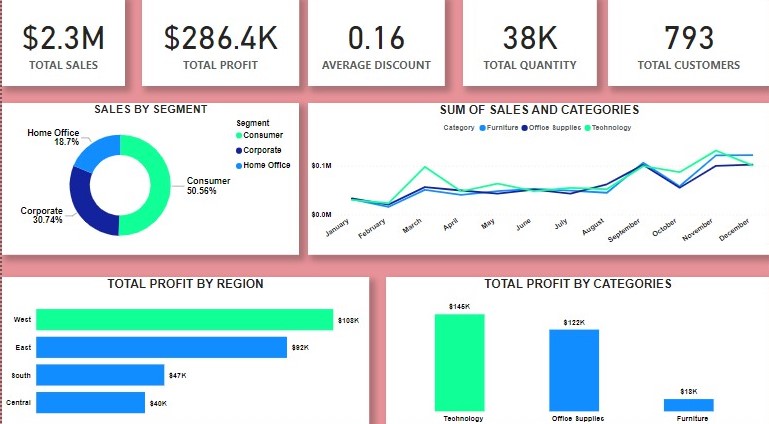 $2.3M
TOTAL SALES
$286.4K
TOTAL PROFIT
0.16
AVERAGE DISCOUNT
38K
TOTAL QUANTITY
793
TOTAL CUSTOMERS
SALES BY SEGMENT
Home Office
18.7%
Corporate
30.74%
Consumer
50.56%
Segment
Consumer
Corporate
Home Office
SUM OF SALES AND CATEGORIES
Category Furniture Office Supplies Technology
$0.1M
$0.0M
January February March April May June July August September October November December
TOTAL PROFIT BY REGION
West $108K
East $92K
South $47K
Central $40K
TOTAL PROFIT BY CATEGORIES
$145K
$122K
$18K
Technology Office Supplies Furniture